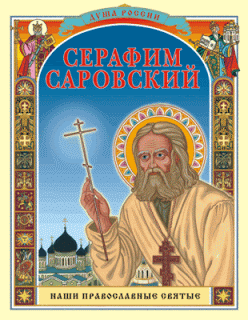 ДУША РОССИИ
СЕРАФИМ
САРОВСКИЙ
НАШИ ПРАВОСЛАВНЫЕ СВЯТЫЕ